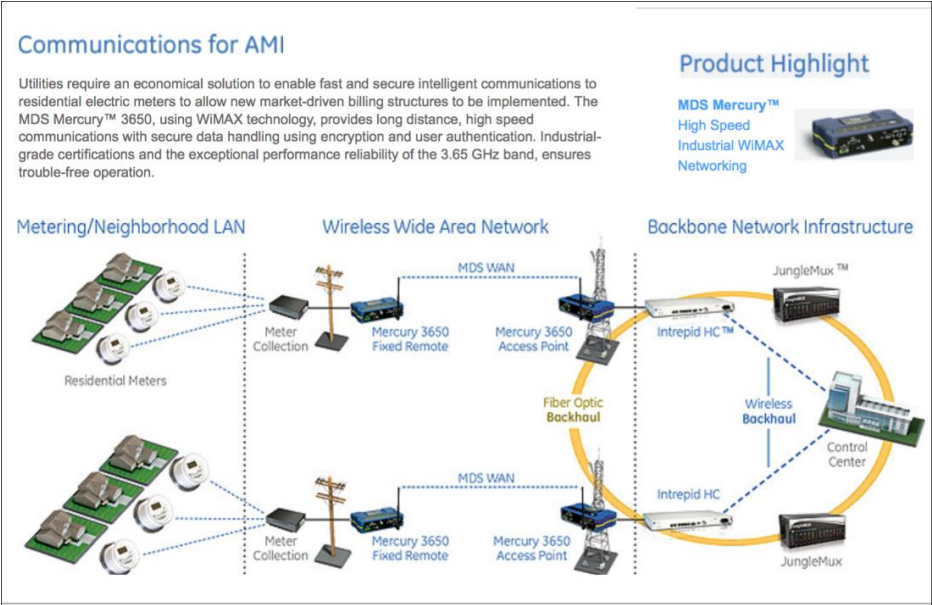 Communications for AMI
Utilities require an economical solution to enable fast and secure intelligent communications to
residential electric meters to allow new market-driven billing structures to be implemented. The
MDS Mercury™ 3650, using WiMAX technology, provides long distance, high speed
communications with secure data handling using encryption and user authentication. Industrial-
grade certifications and the exceptional performance reliability of the 3.65 GHz band, ensures
trouble-free operation.
Product Highlight
MDS Mercury™
High Speed
Industrial WiMAX
Networking
Metering/Neighborhood LAN
Wireless Wide Area Network
Backbone Network Infrastructure
MDS WAN
JungleMux™
Meter
Collection
Mercury 3650
Fixed Remote
Mercury 3650
Access Point
Intrepid HC™
Residential Meters
Fiber Optic
Backhaul
Wireless
Backhaul
Control
Center
MDS WAN
Intrepid HC
Meter
Collection
Mercury 3650
Fixed Remote
Mercury 3650
Access Point
JungleMux